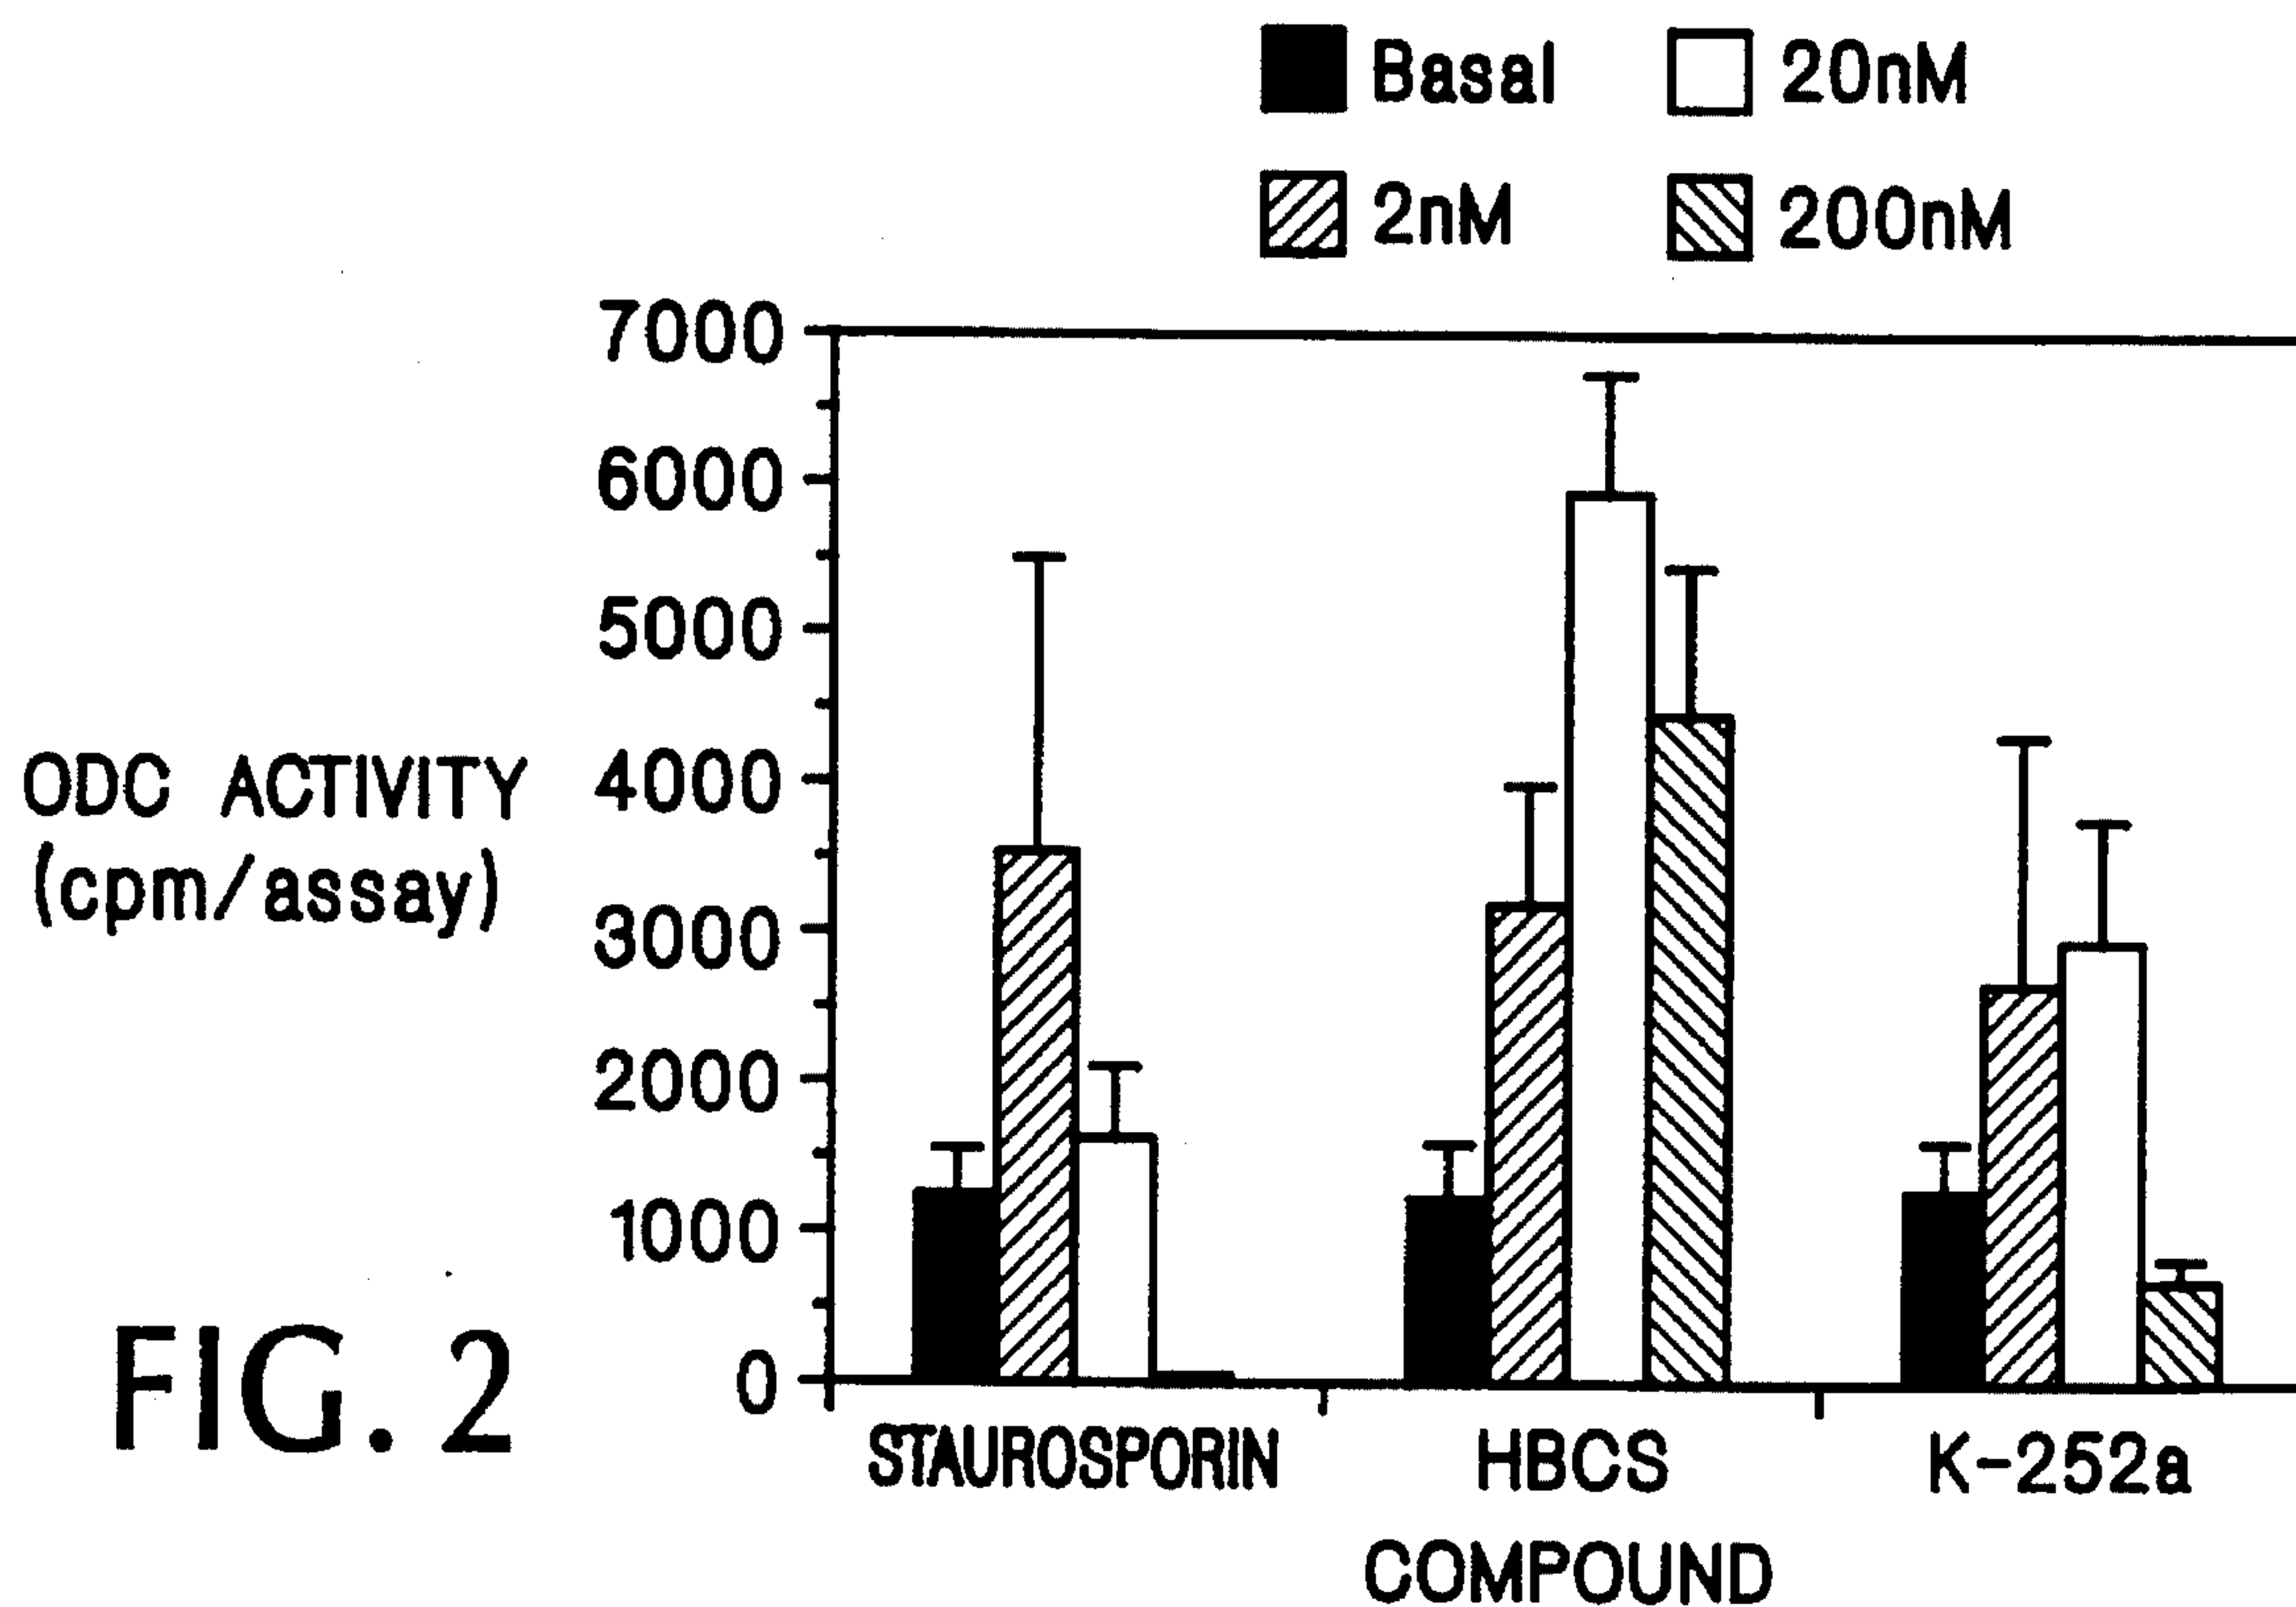 Basal
20nM
2nM
200nM
7000
6000
5000
4000
3000
2000
1000
0
ODC ACTIVITY
(cpm/assay)
STAUROSPORIN
HBCS
K-252a
COMPOUND
FIG. 2